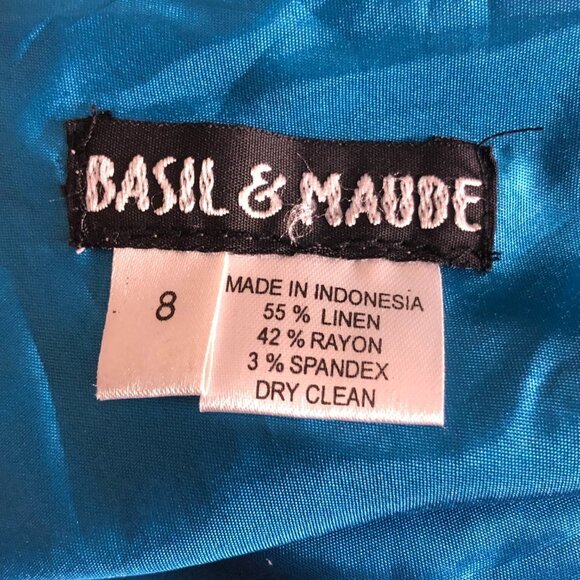 BASIL & MAUDE
8
MADE IN INDONESIA
55 % LINEN
42 % RAYON
3 % SPANDEX
DRY CLEAN